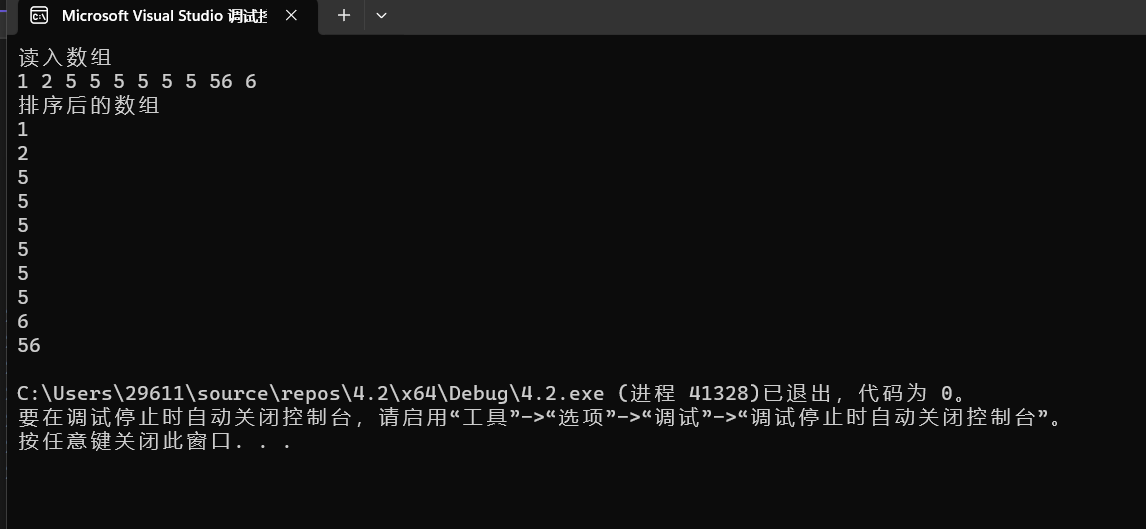 Microsoft Visual Studio 调试控
读入数组
1 2 5 5 5 5 5 5 56 6
排序后的数组
1
2
5
5
5
5
5
5
6
56
C:\Users\29611\source\repos\4.2\x64\Debug\4.2.exe (进程 41328)已退出，代码为 0。
要在调试停止时自动关闭控制台，请启用“工具”->“选项”->“调试”->“调试停止时自动关闭控制台”。
按任意键关闭此窗口. . .